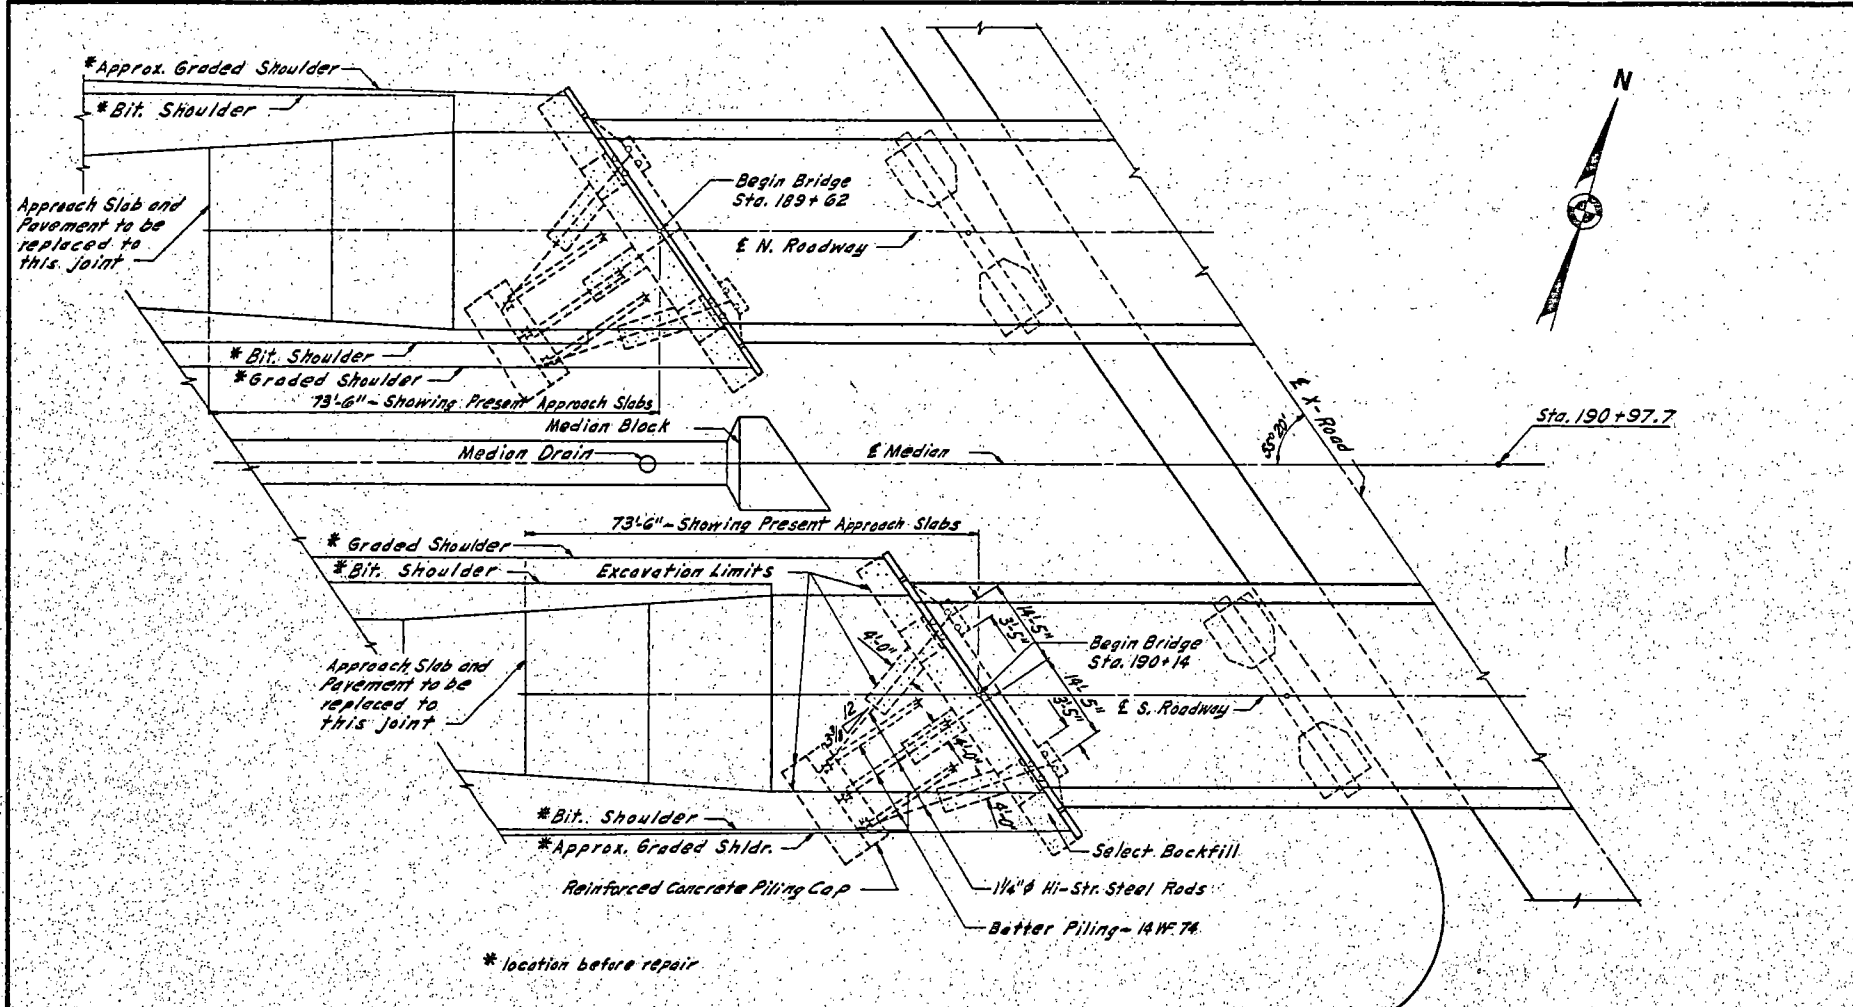 *Approx. Graded Shoulder
*Bit. Shoulder
N
Approach Slab and
Pavement to be
replaced to
this joint
Begin Bridge
Sta. 189+62
℄ N. Roadway
*Bit. Shoulder
*Graded Shoulder
73'-6" - Showing Present Approach Slabs
Median Block
Median Drain
℄ Median
55°20'
℄ X-Road
Sta. 190+97.7
73'-6" - Showing Present Approach Slabs
*Graded Shoulder
*Bit. Shoulder
Excavation Limits
14'-5"
3'-5"
4'-0"
Begin Bridge
Sta. 190+14
Approach Slab and
Pavement to be
replaced to
this joint
14'-5"
3'-5"
℄ S. Roadway
12
4'-0"
4'-0"
*Bit. Shoulder
*Approx. Graded Shldr.
Select Backfill
Reinforced Concrete Piling Cap
1¼"ϕ Hi-Str. Steel Rods
Batter Piling - 14WF74
*location before repair